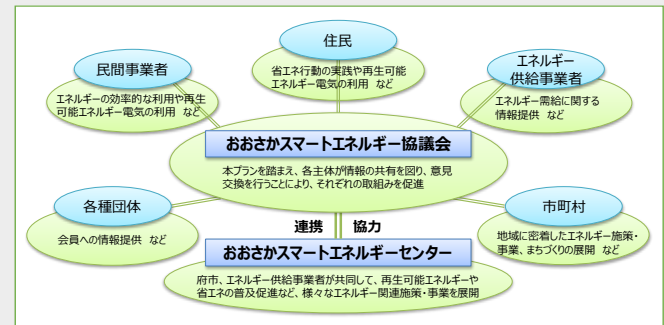 住民
省エネ行動の実践や再生可能
エネルギー電気の利用 など
民間事業者
エネルギーの効率的な利用や再生
可能エネルギー電気の利用 など
エネルギー
供給事業者
エネルギー需給に関する
情報提供 など
おおさかスマートエネルギー協議会
本プランを踏まえ、各主体が情報の共有を図り、意見
交換を行うことにより、それぞれの取組みを促進
各種団体
会員への情報提供 など
市町村
地域に密着したエネルギー施策・
事業、まちづくりの展開 など
連携 協力
おおさかスマートエネルギーセンター
府市、エネルギー供給事業者が共同して、再生可能エネルギーや
省エネの普及促進など、様々なエネルギー関連施策・事業を展開